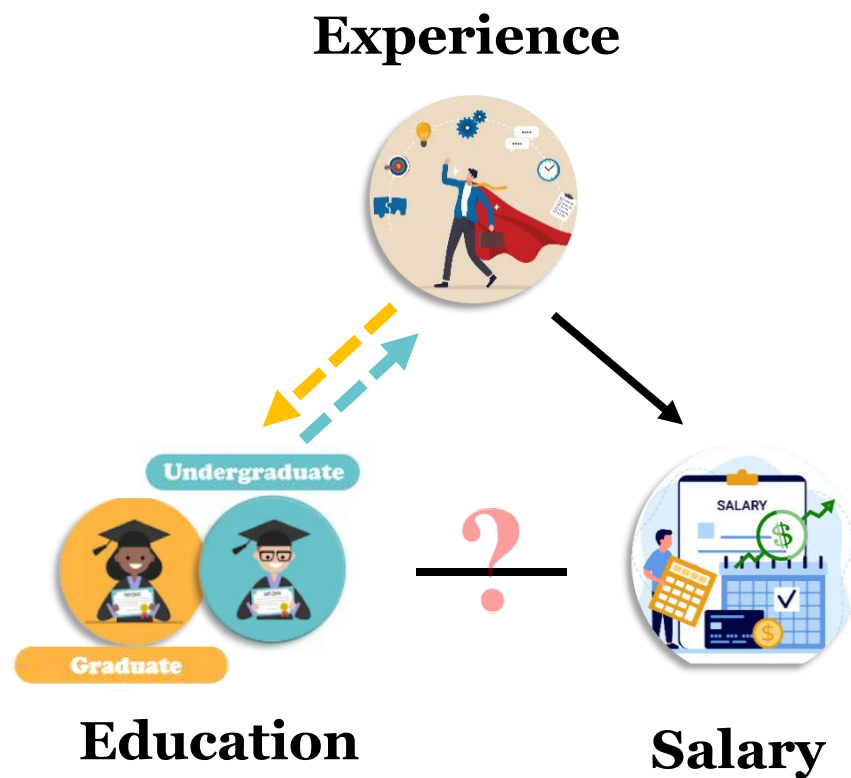 Experience
Undergraduate
SALARY
$
?
$
Graduate
Education
Salary